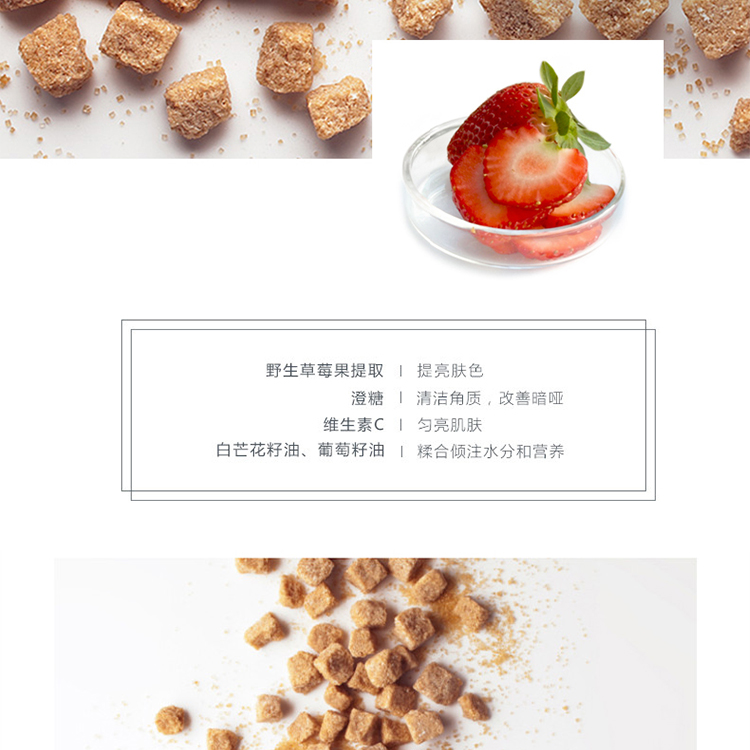 野生草莓果提取 | 提亮肤色
澄糖 | 清洁角质，改善暗哑
维生素C | 匀亮肌肤
白芒花籽油、葡萄籽油 | 糅合倾注水分和营养